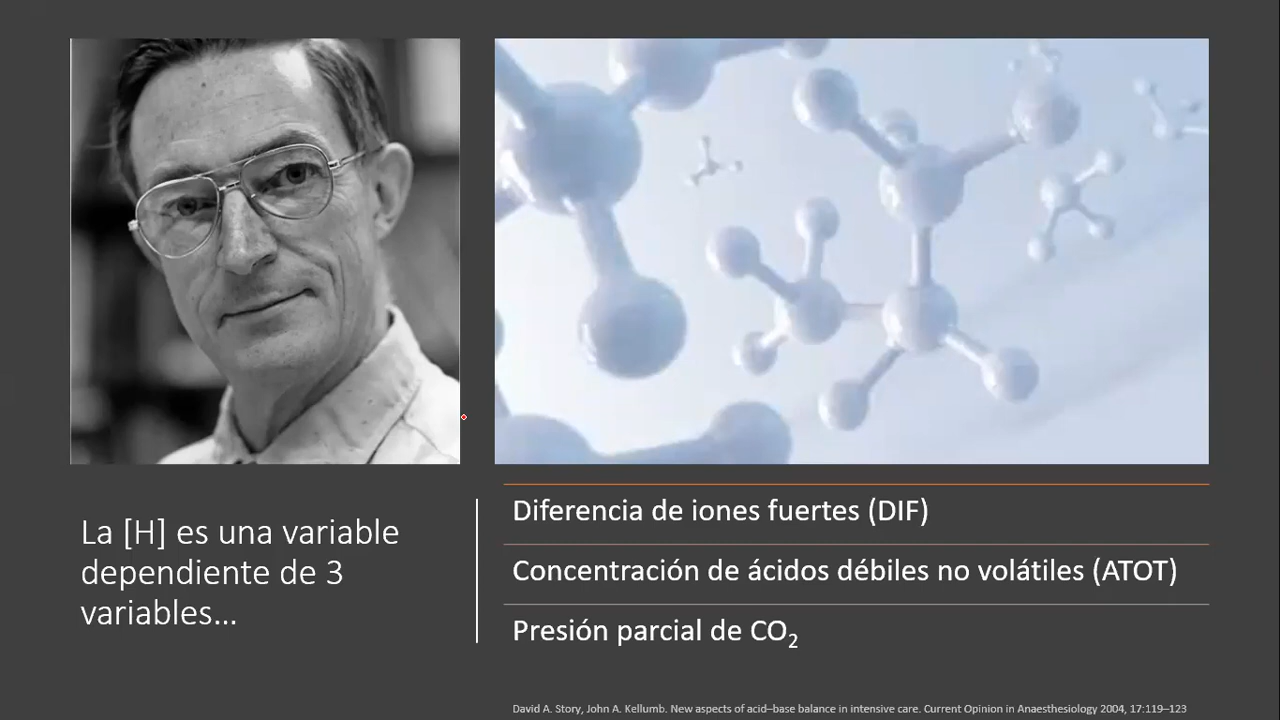 La [H] es una variable
dependiente de 3
variables...
Diferencia de iones fuertes (DIF)
Concentración de ácidos débiles no volátiles (ATOT)
Presión parcial de CO₂
David A. Story, John A. Kellumb. New aspects of acid–base balance in intensive care. Current Opinion in Anaesthesiology 2004, 17:119–123